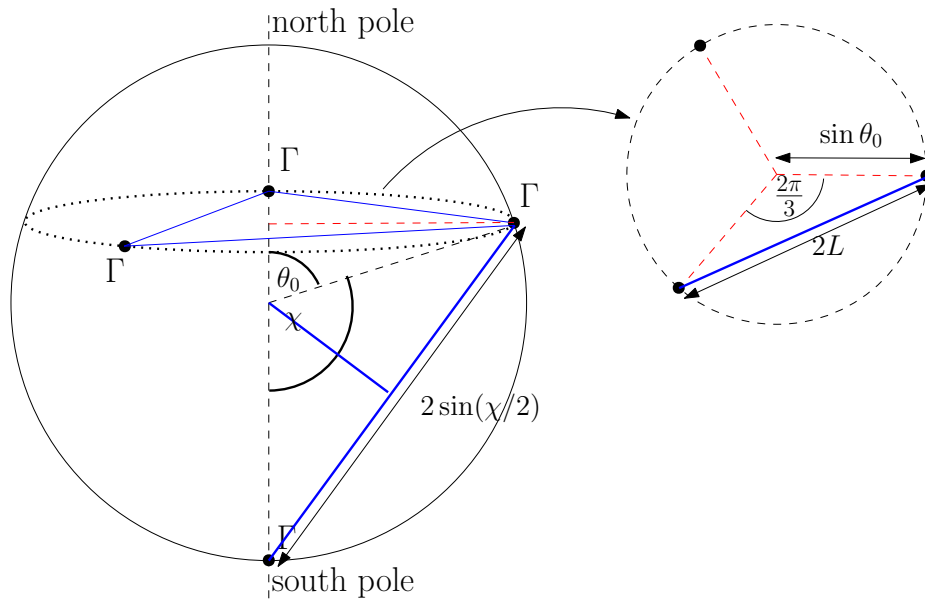 north pole
Γ
Γ
Γ
θ₀
χ
2 sin(χ/2)
Γ
south pole
sin θ₀
2π/3
2L